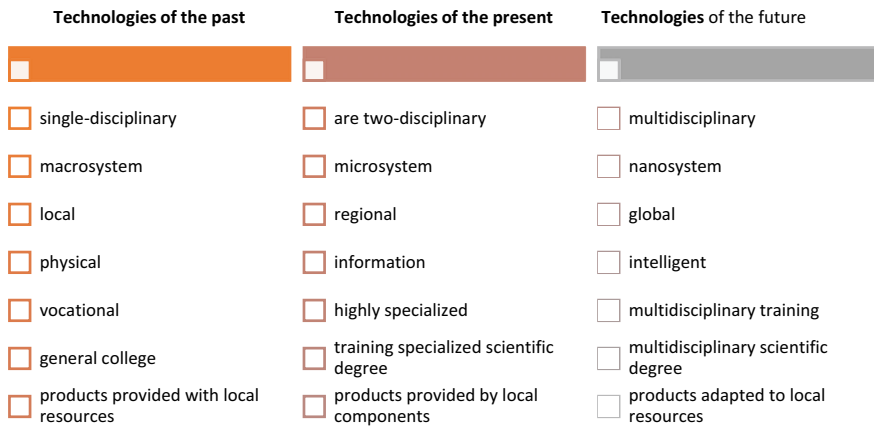 Technologies of the past
single-disciplinary
macrosystem
local
physical
vocational
general college
products provided with local
resources
Technologies of the present
are two-disciplinary
microsystem
regional
information
highly specialized
training specialized scientific
degree
products provided by local
components
Technologies of the future
multidisciplinary
nanosystem
global
intelligent
multidisciplinary training
multidisciplinary scientific
degree
products adapted to local
resources